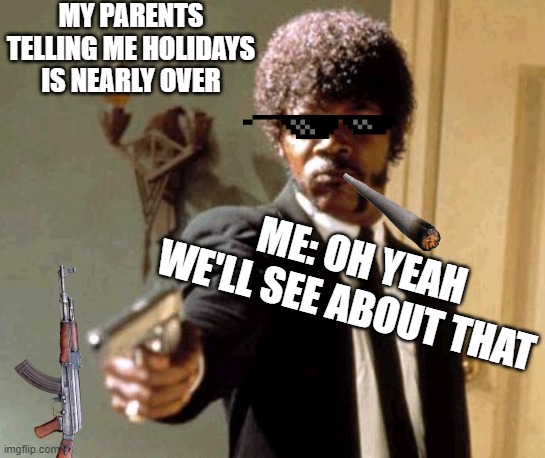 MY PARENTS
TELLING ME HOLIDAYS
IS NEARLY OVER
ME: OH YEAH
WE'LL SEE ABOUT THAT
imgflip.com